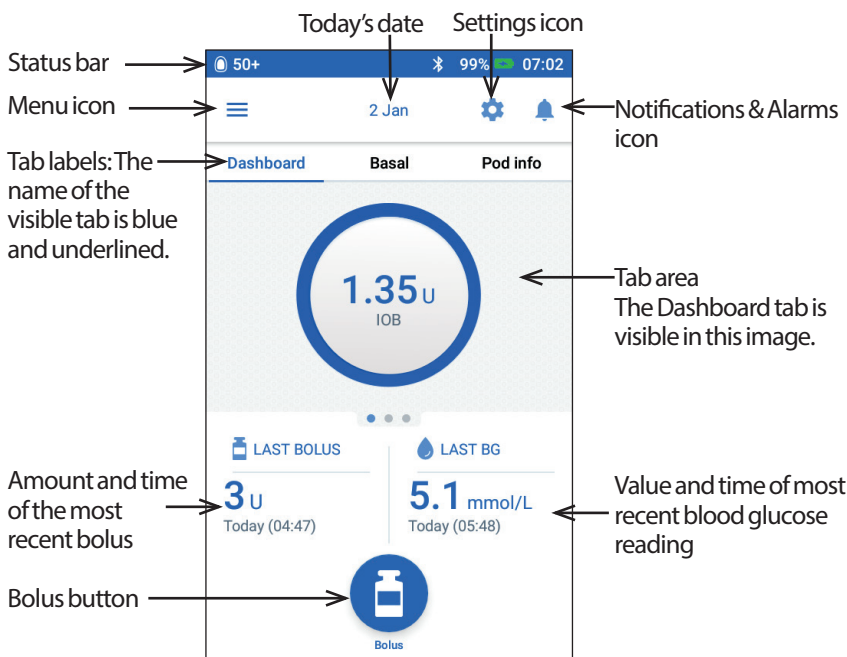 Today’s date
Settings icon
Status bar
50+
99%
07:02
Menu icon
2 Jan
Notifications & Alarms
icon
Tab labels: The
name of the
visible tab is blue
and underlined.
Dashboard
Basal
Pod info
1.35 U
IOB
Tab area
The Dashboard tab is
visible in this image.
LAST BOLUS
LAST BG
Amount and time
of the most
recent bolus
3 U
Today (04:47)
5.1 mmol/L
Today (05:48)
Value and time of most
recent blood glucose
reading
Bolus button
Bolus